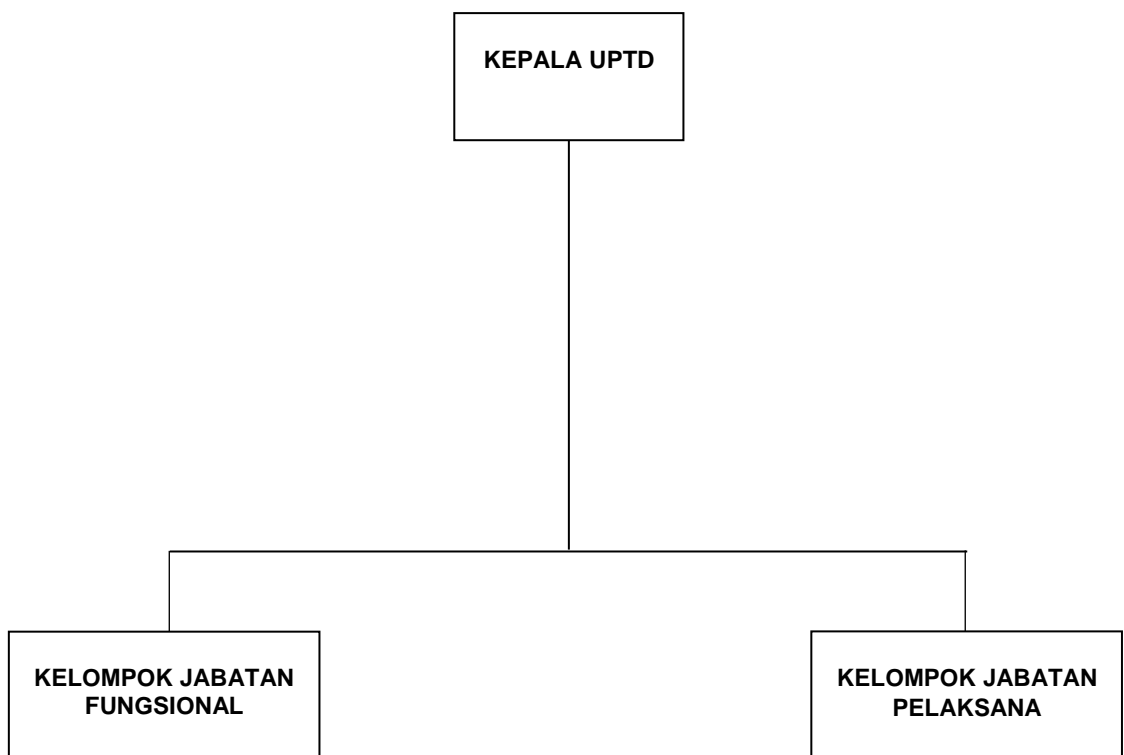 KEPALA UPTD
KELOMPOK JABATAN
FUNGSIONAL
KELOMPOK JABATAN
PELAKSANA